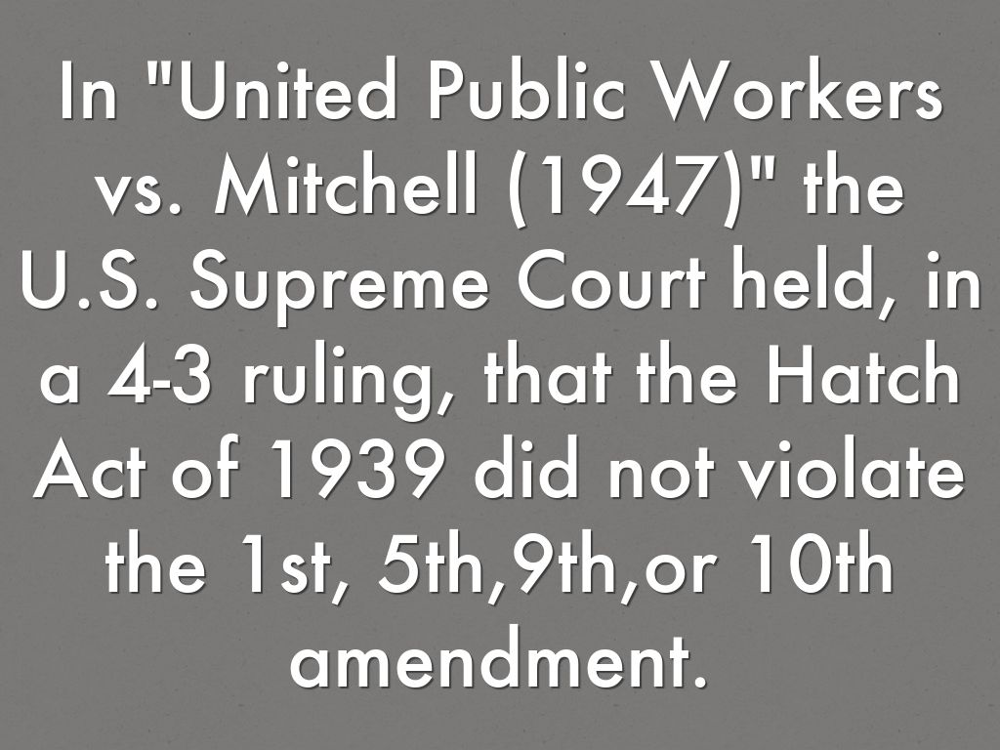 In "United Public Workers
vs. Mitchell (1947)" the
U.S. Supreme Court held, in
a 4-3 ruling, that the Hatch
Act of 1939 did not violate
the 1st, 5th,9th,or 10th
amendment.